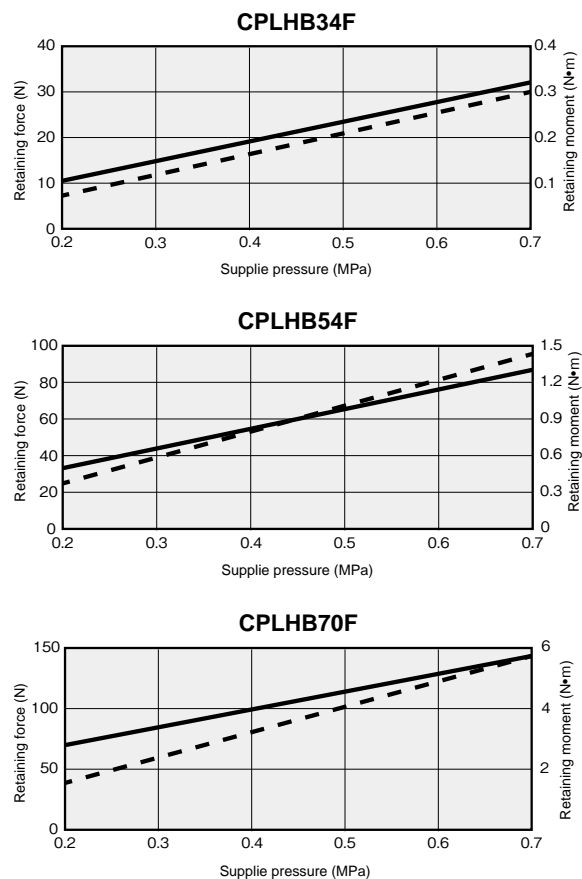 CPLHB34F
Retaining force (N)
40
30
20
10
0
0.4
0.3
0.2
0.1
Retaining moment (N•m)
0.2 0.3 0.4 0.5 0.6 0.7
Supplie pressure (MPa)
CPLHB54F
Retaining force (N)
100
80
60
40
20
0
1.5
1.2
0.9
0.6
0.3
0
Retaining moment (N•m)
0.2 0.3 0.4 0.5 0.6 0.7
Supplie pressure (MPa)
CPLHB70F
Retaining force (N)
150
100
50
0
6
4
2
Retaining moment (N•m)
0.2 0.3 0.4 0.5 0.6 0.7
Supplie pressure (MPa)